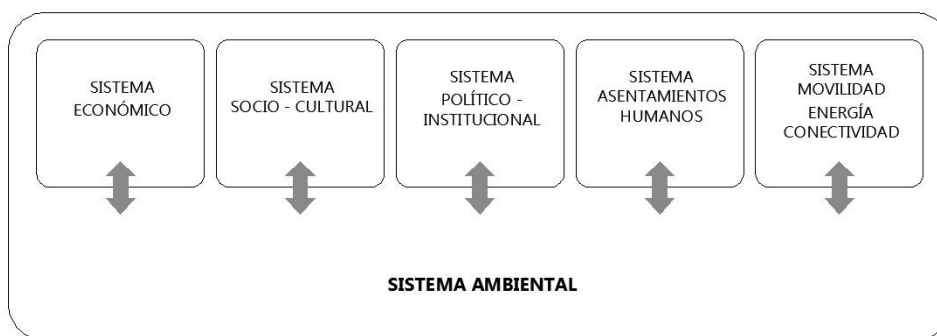 SISTEMA
ECONÓMICO
SISTEMA
SOCIO - CULTURAL
SISTEMA
POLÍTICO -
INSTITUCIONAL
SISTEMA
ASENTAMIENTOS
HUMANOS
SISTEMA
MOVILIDAD
ENERGÍA
CONECTIVIDAD
SISTEMA AMBIENTAL